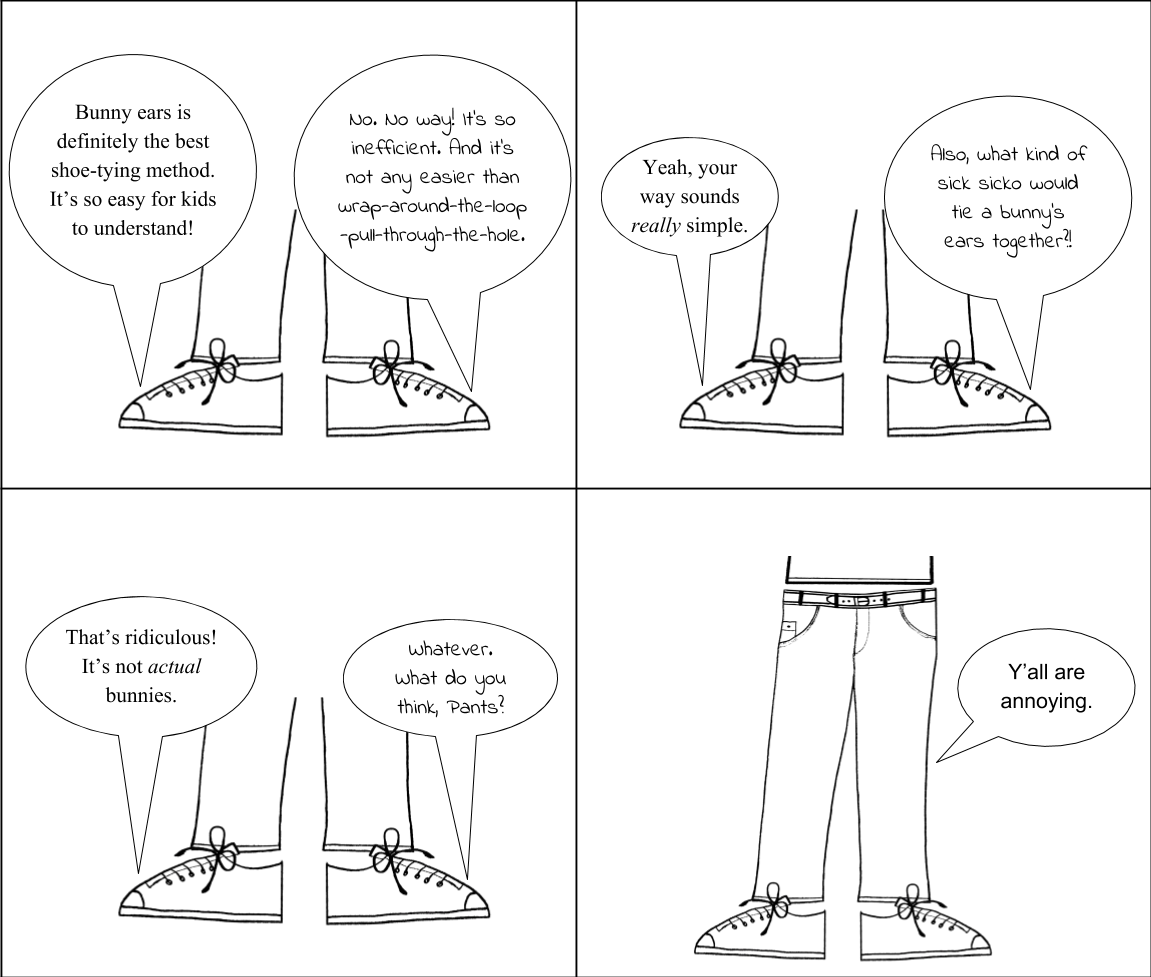 Bunny ears is
definitely the best
shoe-tying method.
It's so easy for kids
to understand!
No. No way! It's so
inefficient. And it's
not any easier than
wrap-around-the-loop
-pull-through-the-hole.
Yeah, your
way sounds
really simple.
Also, what kind of
sick sicko would
tie a bunny's
ears together?!
That's ridiculous!
It's not actual
bunnies.
Whatever.
What do you
think, Pants?
Y'all are
annoying.